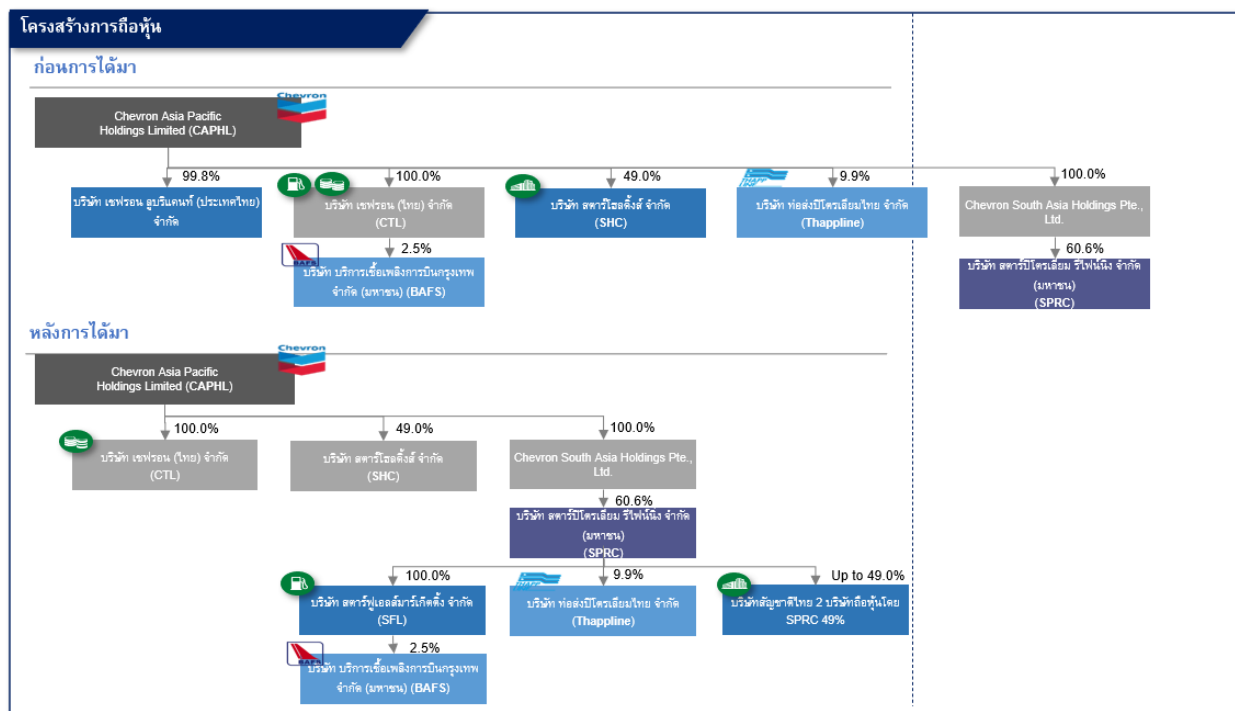 โครงสร้างการถือหุ้น
ก่อนการได้มา
Chevron
Chevron Asia Pacific
Holdings Limited (CAPHL)
99.8%
บริษัท เชฟรอน ลูบริแคนท์ (ประเทศไทย)
จำกัด
100.0%
บริษัท เชฟรอน (ไทย) จำกัด
(CTL)
49.0%
บริษัท สตาร์โฮลดิ้งส์ จำกัด
(SHC)
9.9%
บริษัท ท่อส่งปิโตรเลียมไทย จำกัด
(Thappline)
100.0%
Chevron South Asia Holdings Pte.,
Ltd.
BAFS
2.5%
บริษัท บริการเชื้อเพลิงการบินกรุงเทพ
จำกัด (มหาชน) (BAFS)
60.6%
บริษัท สตาร์ปิโตรเลียม รีไฟน์นิ่ง จำกัด
(มหาชน)
(SPRC)
หลังการได้มา
Chevron
Chevron Asia Pacific
Holdings Limited (CAPHL)
100.0%
บริษัท เชฟรอน (ไทย) จำกัด
(CTL)
49.0%
บริษัท สตาร์โฮลดิ้งส์ จำกัด
(SHC)
100.0%
Chevron South Asia Holdings Pte.,
Ltd.
60.6%
บริษัท สตาร์ปิโตรเลียม รีไฟน์นิ่ง จำกัด
(มหาชน)
(SPRC)
100.0%
บริษัท สตาร์ฟูเอลส์มาร์เก็ตติ้ง จำกัด
(SFL)
9.9%
บริษัท ท่อส่งปิโตรเลียมไทย จำกัด
(Thappline)
Up to 49.0%
บริษัทสัญชาติไทย 2 บริษัทถือหุ้นโดย
SPRC 49%
BAFS
2.5%
บริษัท บริการเชื้อเพลิงการบินกรุงเทพ
จำกัด (มหาชน) (BAFS)